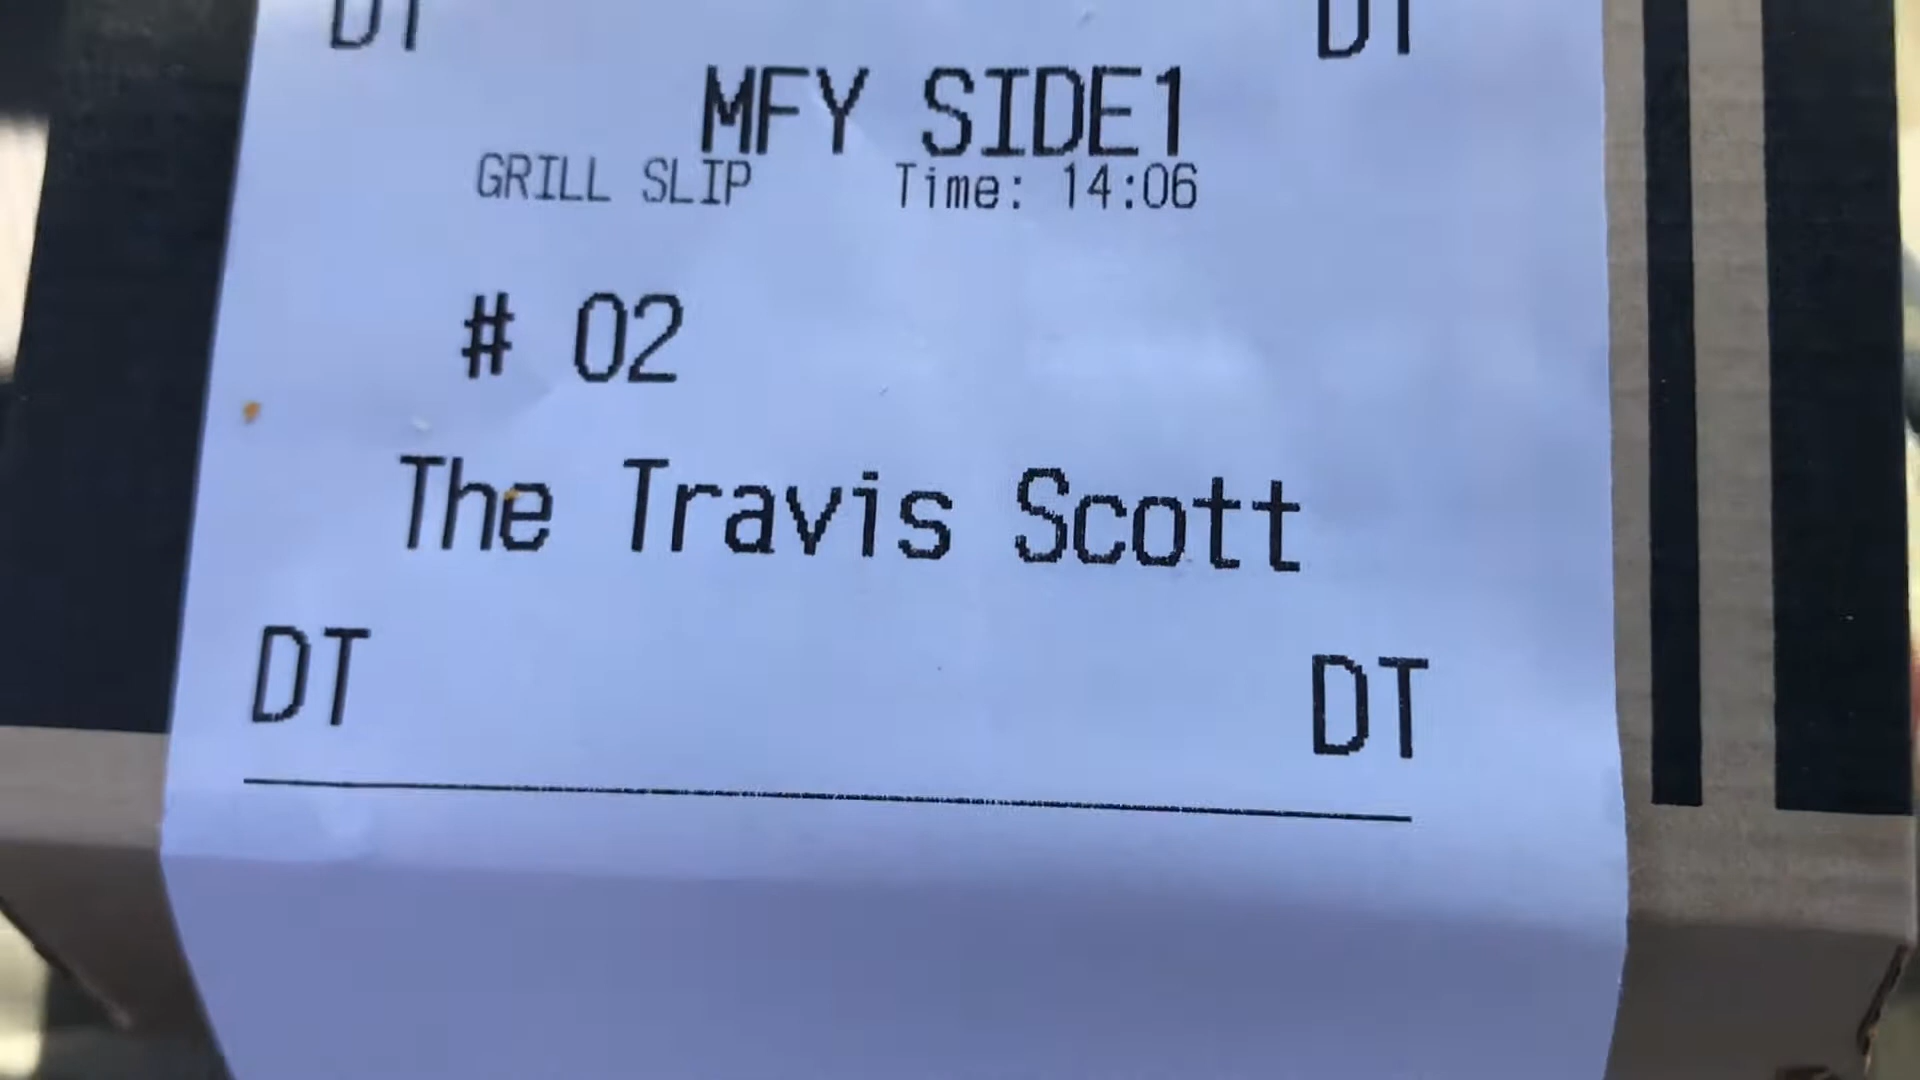 DT DT
MFY SIDE1
GRILL SLIP Time: 14:06
# 02
The Travis Scott
DT DT